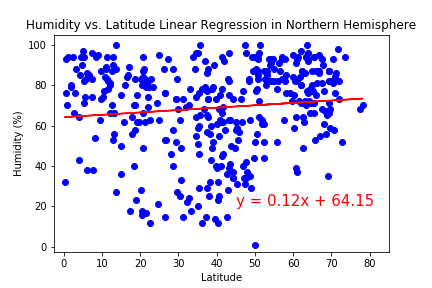 Humidity vs. Latitude Linear Regression in Northern Hemisphere
100
80
60
40
20
0
Humidity (%)
y = 0.12x + 64.15
0 10 20 30 40 50 60 70 80
Latitude